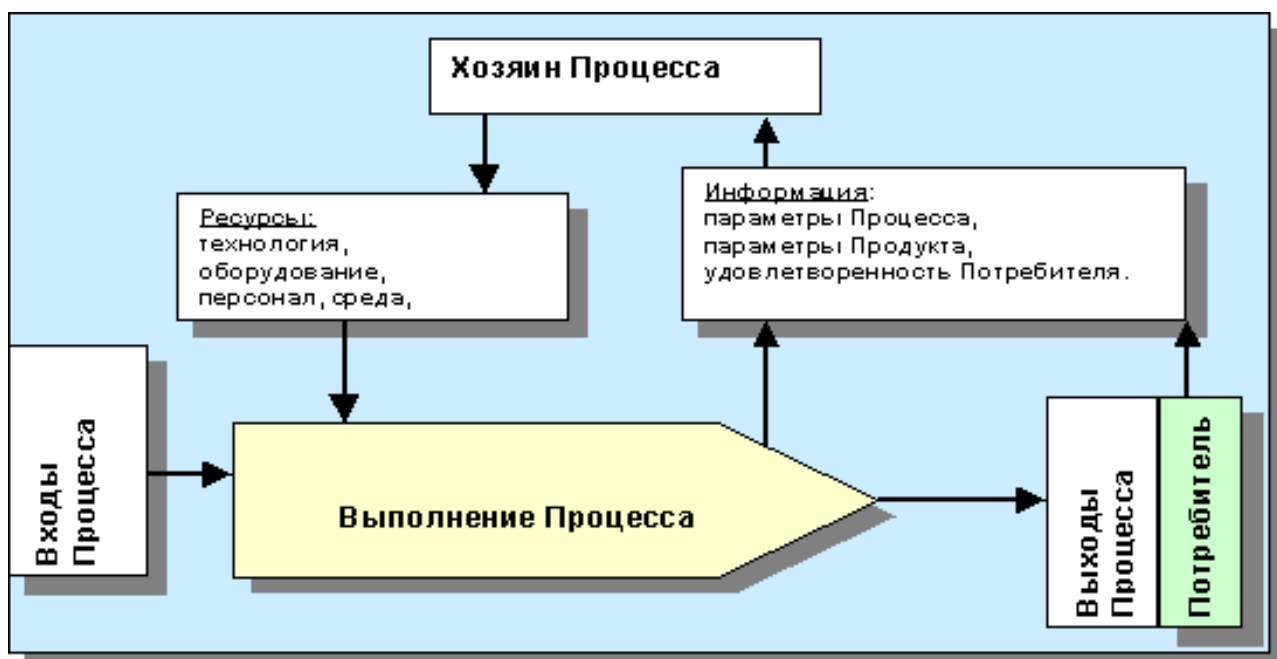 Хозяин Процесса
Ресурсы:
технология,
оборудование,
персонал, среда,
Информация:
параметры Процесса,
параметры Продукта,
удовлетворенность Потребителя.
Входы
Процесса
Выполнение Процесса
Выходы
Процесса
Потребитель